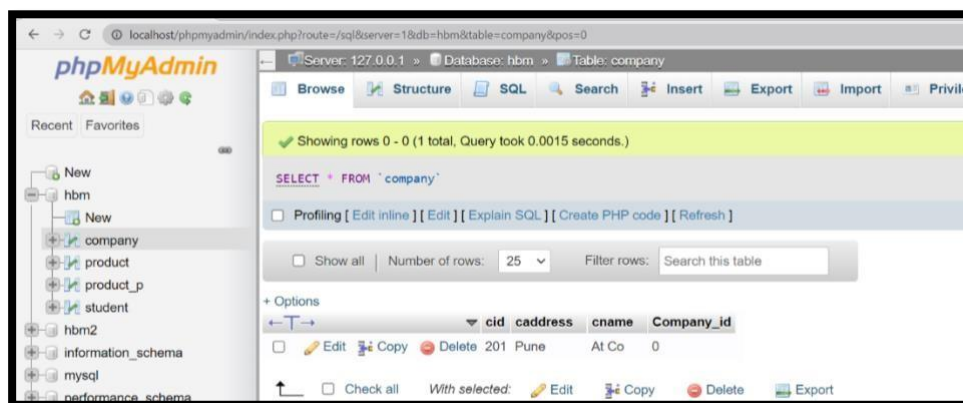 localhost/phpmyadmin/index.php?route=/sql&server=1&db=hbm&table=company&pos=0
phpMyAdmin
Recent Favorites
New
hbm
New
company
product
product_p
student
hbm2
information_schema
mysql
performance_schema
Server: 127.0.0.1 » Database: hbm » Table: company
Browse Structure SQL Search Insert Export Import Privil
Showing rows 0 - 0 (1 total, Query took 0.0015 seconds.)
SELECT * FROM `company`
Profiling [ Edit inline ] [ Edit ] [ Explain SQL ] [ Create PHP code ] [ Refresh ]
Show all | Number of rows: 25 Filter rows: Search this table
+ Options
←T→ cid caddress cname Company_id
Edit Copy Delete 201 Pune At Co 0
Check all With selected: Edit Copy Delete Export